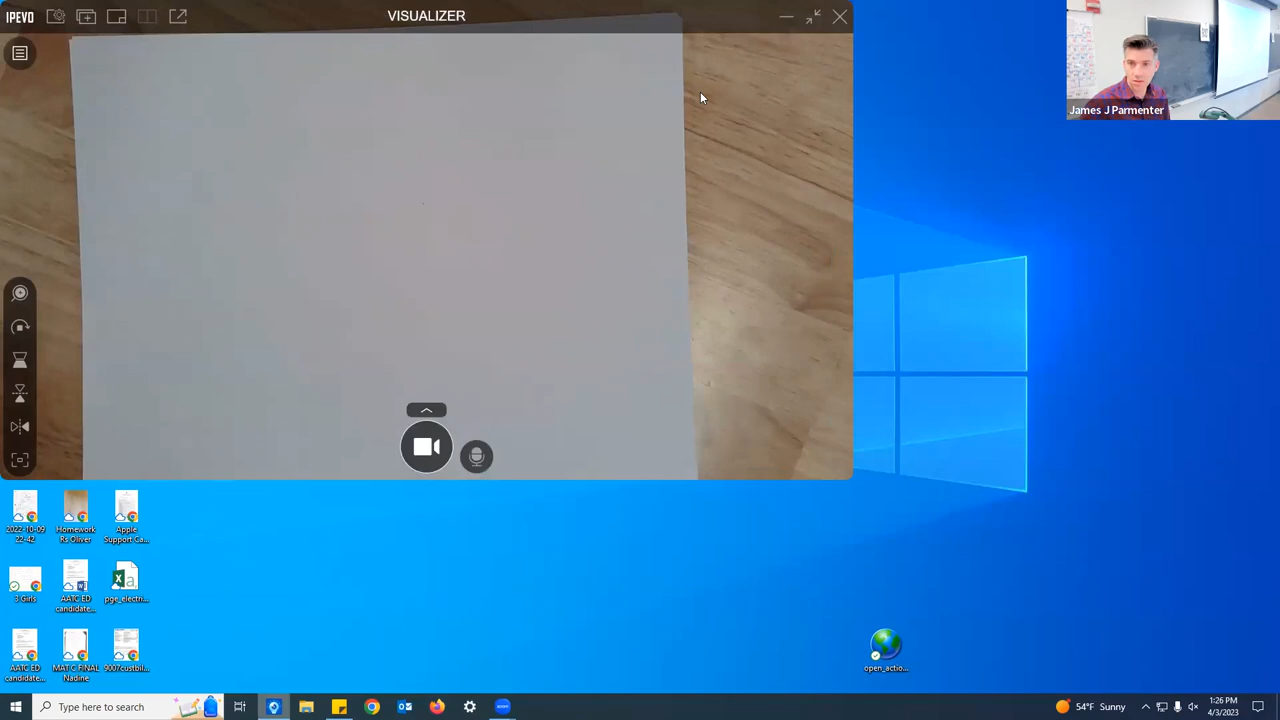 IPEVO
VISUALIZER
James J Parmenter
2022-10-09
22-42
Homework
Rs Oliver
Apple
Support Ca...
3 Girls
AATC ED
candidate...
pge_electri...
AATC ED
candidate...
MAT C FINAL
Nadine
9007custbil...
open_actio...
Type here to search
zoom
54°F Sunny
1:26 PM
4/3/2023